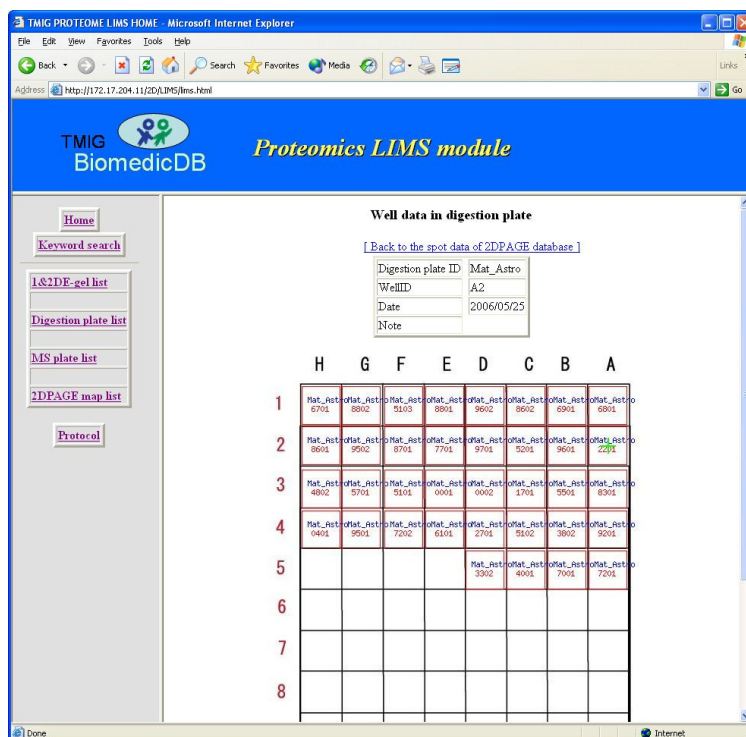 TMIG PROTEOME LIMS HOME - Microsoft Internet Explorer
File Edit View Favorites Tools Help
Back Search Favorites Media Links
Address http://172.17.204.11/2D/LIMS/lims.html Go
TMIG
BiomedicDB
Proteomics LIMS module
Home
Keyword search
1&2DE-gel list
Digestion plate list
MS plate list
2DPAGE map list
Protocol
Well data in digestion plate
[ Back to the spot data of 2DPAGE database ]
Digestion plate ID Mat_Astro
WellID A2
Date 2006/05/25
Note
H G F E D C B A
Mat_AstroMat_AstroMat_AstroMat_AstroMat_AstroMat_AstroMat_AstroMat_Astro
1 6701 8802 5103 8801 9602 8602 6901 6801
Mat_AstroMat_AstroMat_AstroMat_AstroMat_AstroMat_AstroMat_AstroMat_Astro
2 8601 9502 8701 7701 9701 5201 9601 2201
Mat_AstroMat_AstroMat_AstroMat_AstroMat_AstroMat_AstroMat_AstroMat_Astro
3 4802 5701 5101 0001 0002 1701 5501 8301
Mat_AstroMat_AstroMat_AstroMat_AstroMat_AstroMat_AstroMat_AstroMat_Astro
4 0401 9501 7202 6101 2701 5102 3802 9201
Mat_AstroMat_AstroMat_AstroMat_Astro
5 3302 4001 7001 7201
6
7
8
Done Internet